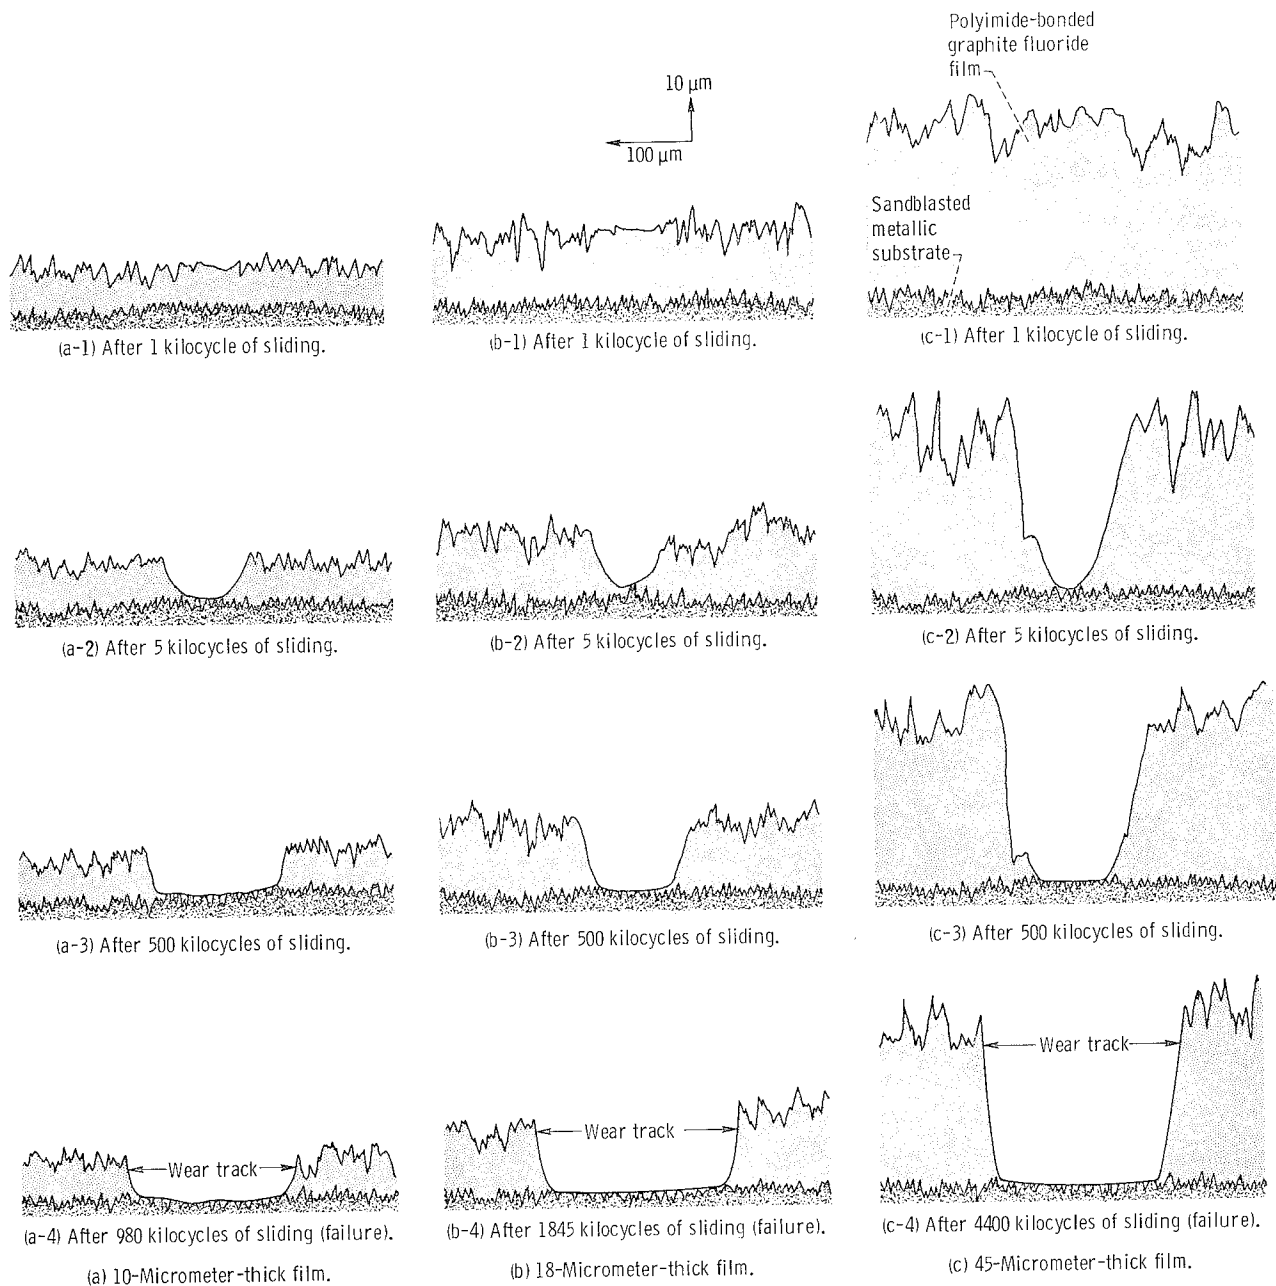 Polyimide-bonded
graphite fluoride
film
10 μm
100 μm
Sandblasted
metallic
substrate
(a-1) After 1 kilocycle of sliding.
(b-1) After 1 kilocycle of sliding.
(c-1) After 1 kilocycle of sliding.
(a-2) After 5 kilocycles of sliding.
(b-2) After 5 kilocycles of sliding.
(c-2) After 5 kilocycles of sliding.
(a-3) After 500 kilocycles of sliding.
(b-3) After 500 kilocycles of sliding.
(c-3) After 500 kilocycles of sliding.
Wear track
Wear track
Wear track
(a-4) After 980 kilocycles of sliding (failure).
(b-4) After 1845 kilocycles of sliding (failure).
(c-4) After 4400 kilocycles of sliding (failure).
(a) 10-Micrometer-thick film.
(b) 18-Micrometer-thick film.
(c) 45-Micrometer-thick film.